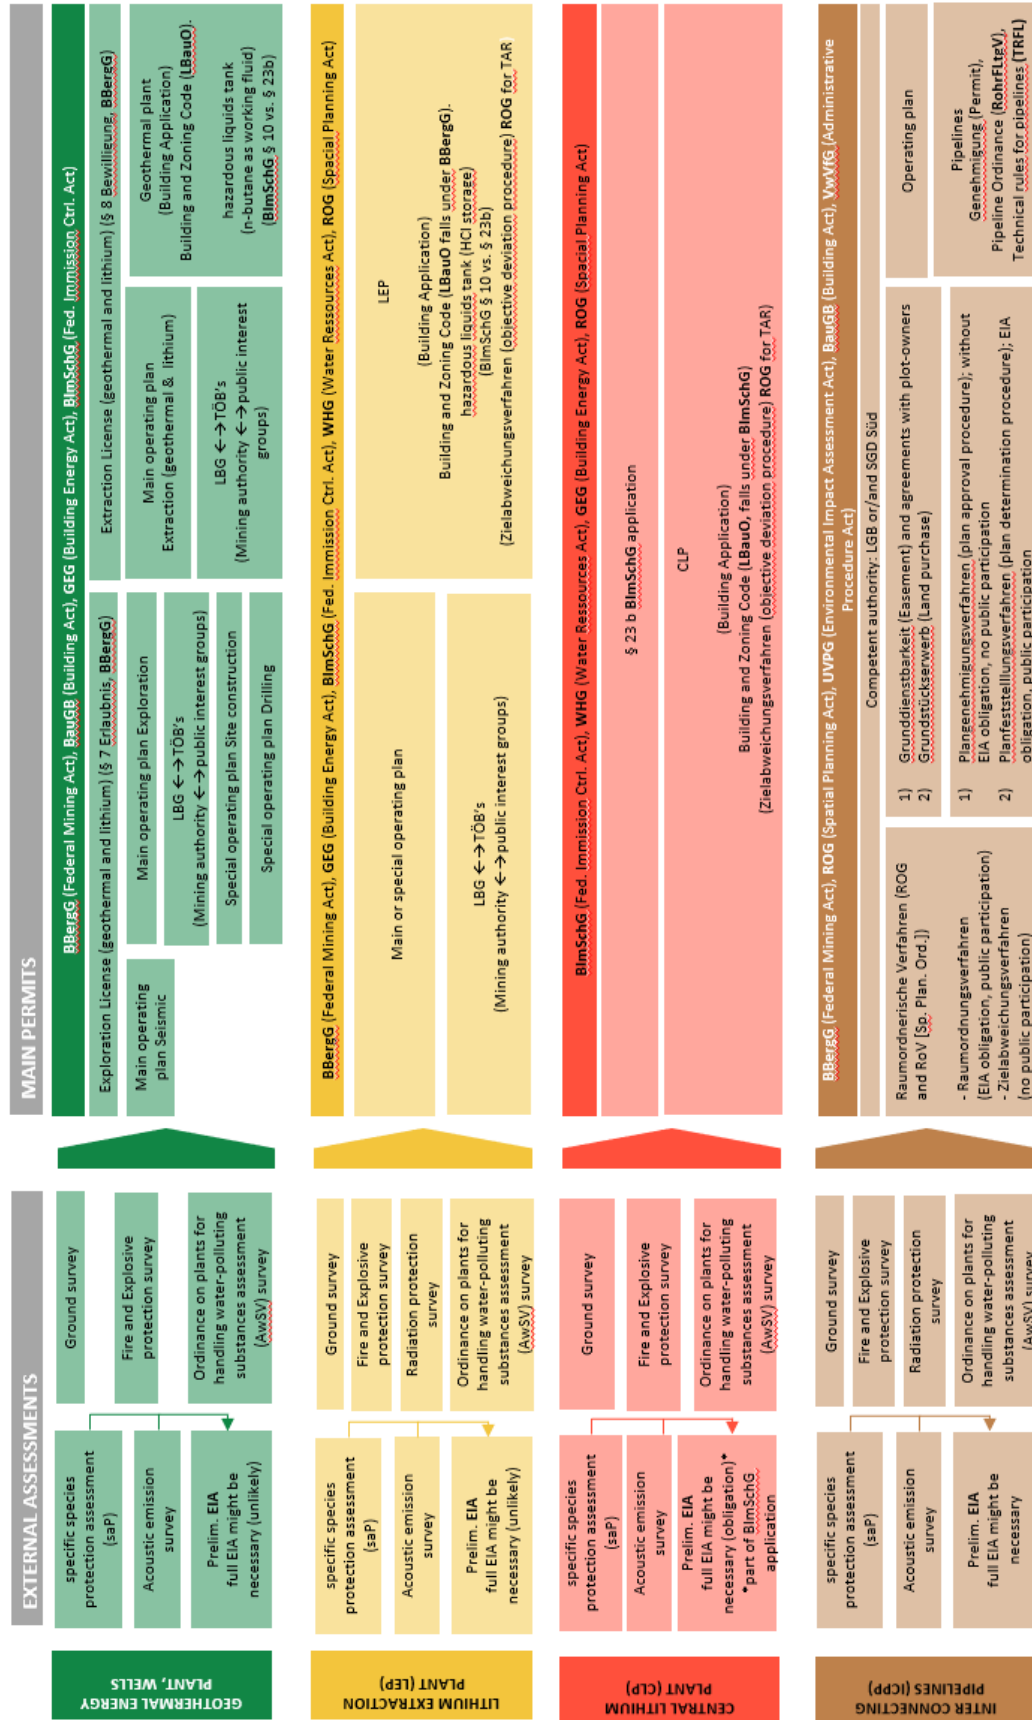 EXTERNAL ASSESSMENTS
MAIN PERMITS
GEOTHERMAL ENERGY
PLANT, WELLS
specific species
protection assessment
(saP)
Acoustic emission
survey
Prelim. EIA
full EIA might be
necessary (unlikely)
Ground survey
Fire and Explosive
protection survey
Ordinance on plants for
handling water-polluting
substances assessment
(AwSV) survey
BBergG (Federal Mining Act), BauGB (Building Act), GEG (Building Energy Act), BImSchG (Fed. Immission Ctrl. Act)
Exploration License (geothermal and lithium) (§ 7 Erlaubnis, BBergG)
Extraction License (geothermal and lithium) (§ 8 Bewilligung, BBergG)
Main operating
plan Seismic
Main operating plan Exploration
LBG ←→TÖB's
(Mining authority ←→public interest groups)
Special operating plan Site construction
Special operating plan Drilling
Main operating plan
Extraction (geothermal & lithium)
LBG ←→TÖB's
(Mining authority ←→public interest
groups)
Geothermal plant
(Building Application)
Building and Zoning Code (LBauO).
hazardous liquids tank
(n-butane as working fluid)
(BImSchG § 10 vs. § 23b)
LITHIUM EXTRACTION
PLANT (LEP)
specific species
protection assessment
(saP)
Acoustic emission
survey
Prelim. EIA
full EIA might be
necessary (unlikely)
Ground survey
Fire and Explosive
protection survey
Radiation protection
survey
Ordinance on plants for
handling water-polluting
substances assessment
(AwSV) survey
BBergG (Federal Mining Act), GEG (Building Energy Act), BImSchG (Fed. Immission Ctrl. Act), WHG (Water Ressources Act), ROG (Spacial Planning Act)
Main or special operating plan
LBG ←→TÖB's
(Mining authority ←→public interest groups)
LEP
(Building Application)
Building and Zoning Code (LBauO falls under BBergG).
hazardous liquids tank (HCl storage)
(BImSchG § 10 vs. § 23b)
(Zielabweichungsverfahren (objective deviation procedure) ROG for TAR)
CENTRAL LITHIUM
PLANT (CLP)
specific species
protection assessment
(saP)
Acoustic emission
survey
Prelim. EIA
full EIA might be
necessary (obligation)*
*part of BImSchG
application
Ground survey
Fire and Explosive
protection survey
Ordinance on plants for
handling water-polluting
substances assessment
(AwSV) survey
BImSchG (Fed. Immission Ctrl. Act), WHG (Water Ressources Act), GEG (Building Energy Act), ROG (Spacial Planning Act)
§ 23 b BImSchG application
CLP
(Building Application)
Building and Zoning Code (LBauO, falls under BImSchG)
(Zielabweichungsverfahren (objective deviation procedure) ROG for TAR)
INTER CONNECTING
PIPELINES (ICPP)
specific species
protection assessment
(saP)
Acoustic emission
survey
Prelim. EIA
full EIA might be
necessary
Ground survey
Fire and Explosive
protection survey
Radiation protection
survey
Ordinance on plants for
handling water-polluting
substances assessment
(AwSV) survey
BBergG (Federal Mining Act), ROG (Spatial Planning Act), UVPG (Environmental Impact Assessment Act), BauGB (Building Act), VwVfG (Administrative
Procedure Act)
Competent authority: LGB or/and SGD Süd
Raumordnerische Verfahren (ROG
and RoV [Sp. Plan. Ord.])
- Raumordnungsverfahren
(EIA obligation, public participation)
- Zielabweichungsverfahren
(no public participation)
1) Grunddienstbarkeit (Easement) and agreements with plot-owners
2) Grundstückserwerb (Land purchase)
1) Plangenehmigungsverfahren (plan approval procedure); without
EIA obligation, no public participation
2) Planfeststelllungsverfahren (plan determination procedure); EIA
obligation, public participation
Operating plan
Pipelines
Genehmigung (Permit),
Pipeline Ordinance (RohrFLtgV),
Technical rules for pipelines (TRFL)